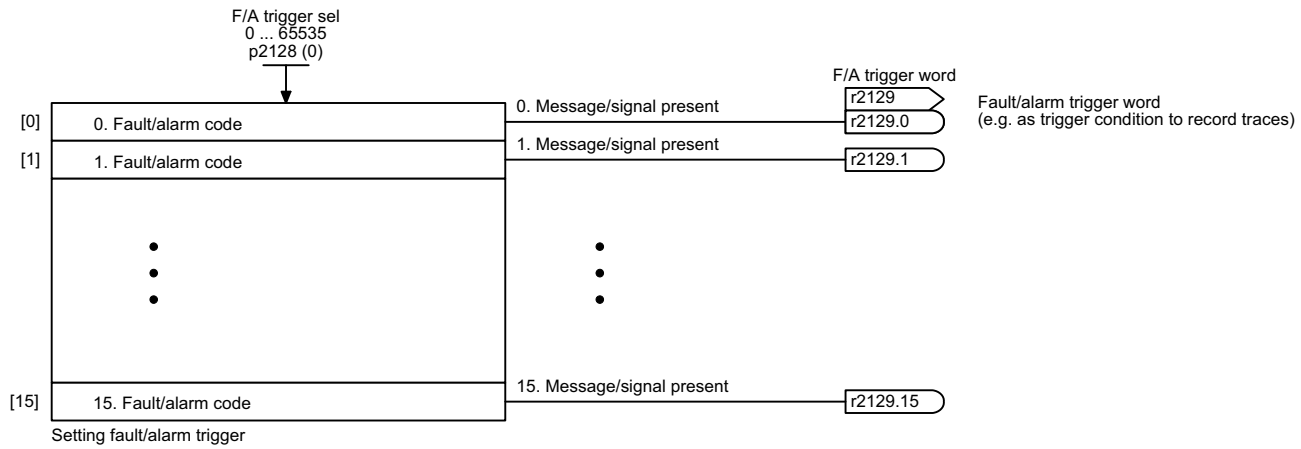 F/A trigger sel
0 ... 65535
p2128 (0)
F/A trigger word
r2129
Fault/alarm trigger word
(e.g. as trigger condition to record traces)
[0]
0. Fault/alarm code
0. Message/signal present
r2129.0
[1]
1. Fault/alarm code
1. Message/signal present
r2129.1
[15]
15. Fault/alarm code
15. Message/signal present
r2129.15
Setting fault/alarm trigger